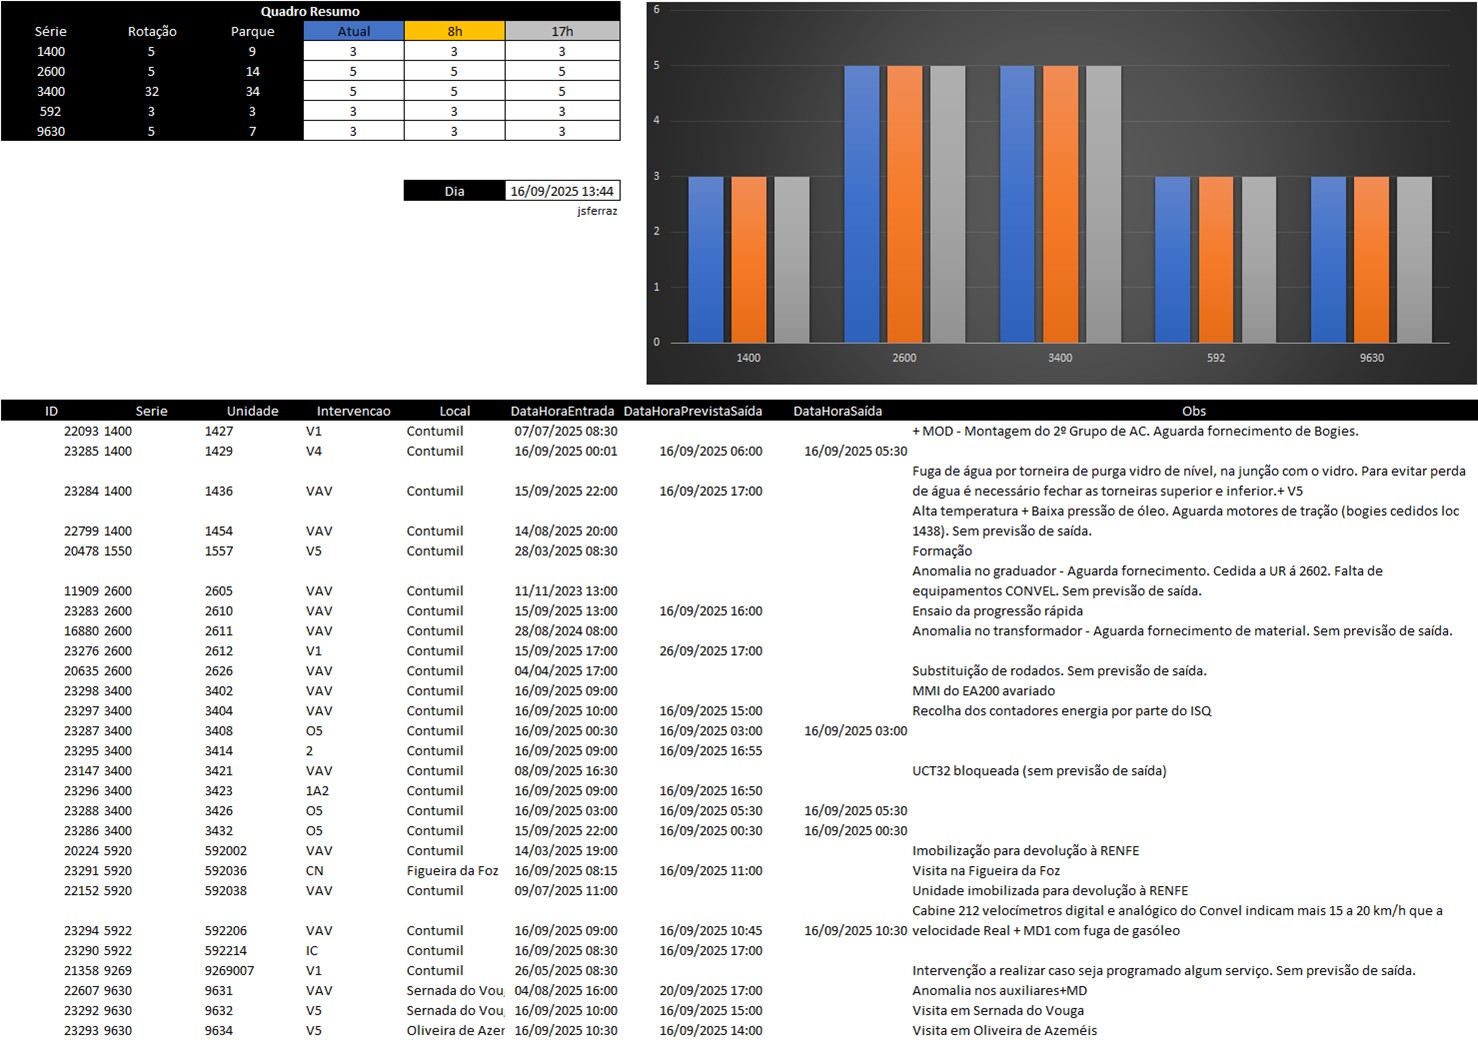 Quadro Resumo
Série Rotação Parque Atual 8h 17h
1400 5 9 3 3 3
2600 5 14 5 5 5
3400 32 34 5 5 5
592 3 3 3 3 3
9630 5 7 3 3 3
Dia 16/09/2025 13:44
jsferraz
6
5
4
3
2
1
0
1400 2600 3400 592 9630
ID Serie Unidade Intervencao Local DataHoraEntrada DataHoraPrevistaSaída DataHoraSaída Obs
22093 1400 1427 V1 Contumil 07/07/2025 08:30 + MOD - Montagem do 2º Grupo de AC. Aguarda fornecimento de Bogies.
23285 1400 1429 V4 Contumil 16/09/2025 00:01 16/09/2025 06:00 16/09/2025 05:30
Fuga de água por torneira de purga vidro de nível, na junção com o vidro. Para evitar perda
23284 1400 1436 VAV Contumil 15/09/2025 22:00 16/09/2025 17:00 de água é necessário fechar as torneiras superior e inferior.+ V5
Alta temperatura + Baixa pressão de óleo. Aguarda motores de tração (bogies cedidos loc
22799 1400 1454 VAV Contumil 14/08/2025 20:00 1438). Sem previsão de saída.
20478 1550 1557 V5 Contumil 28/03/2025 08:30 Formação
Anomalia no graduador - Aguarda fornecimento. Cedida a UR á 2602. Falta de
11909 2600 2605 VAV Contumil 11/11/2023 13:00 equipamentos CONVEL. Sem previsão de saída.
23283 2600 2610 VAV Contumil 15/09/2025 13:00 16/09/2025 16:00 Ensaio da progressão rápida
16880 2600 2611 VAV Contumil 28/08/2024 08:00 Anomalia no transformador - Aguarda fornecimento de material. Sem previsão de saída.
23276 2600 2612 V1 Contumil 15/09/2025 17:00 26/09/2025 17:00
20635 2600 2626 VAV Contumil 04/04/2025 17:00 Substituição de rodados. Sem previsão de saída.
23298 3400 3402 VAV Contumil 16/09/2025 09:00 MMI do EA200 avariado
23297 3400 3404 VAV Contumil 16/09/2025 10:00 16/09/2025 15:00 Recolha dos contadores energia por parte do ISQ
23287 3400 3408 O5 Contumil 16/09/2025 00:30 16/09/2025 03:00 16/09/2025 03:00
23295 3400 3414 2 Contumil 16/09/2025 09:00 16/09/2025 16:55
23147 3400 3421 VAV Contumil 08/09/2025 16:30 UCT32 bloqueada (sem previsão de saída)
23296 3400 3423 1A2 Contumil 16/09/2025 09:00 16/09/2025 16:50
23288 3400 3426 O5 Contumil 16/09/2025 03:00 16/09/2025 05:30 16/09/2025 05:30
23286 3400 3432 O5 Contumil 15/09/2025 22:00 16/09/2025 00:30 16/09/2025 00:30
20224 5920 592002 VAV Contumil 14/03/2025 19:00 Imobilização para devolução à RENFE
23291 5920 592036 CN Figueira da Foz 16/09/2025 08:15 16/09/2025 11:00 Visita na Figueira da Foz
22152 5920 592038 VAV Contumil 09/07/2025 11:00 Unidade imobilizada para devolução à RENFE
Cabine 212 velocímetros digital e analógico do Convel indicam mais 15 a 20 km/h que a
23294 5922 592206 VAV Contumil 16/09/2025 09:00 16/09/2025 10:45 16/09/2025 10:30 velocidade Real + MD1 com fuga de gasóleo
23290 5922 592214 IC Contumil 16/09/2025 08:30 16/09/2025 17:00
21358 9269 9269007 V1 Contumil 26/05/2025 08:30 Intervenção a realizar caso seja programado algum serviço. Sem previsão de saída.
22607 9630 9631 VAV Sernada do Vou 04/08/2025 16:00 20/09/2025 17:00 Anomalia nos auxiliares+MD
23292 9630 9632 V5 Sernada do Vou 16/09/2025 10:00 16/09/2025 15:00 Visita em Sernada do Vouga
23293 9630 9634 V5 Oliveira de Azer 16/09/2025 10:30 16/09/2025 14:00 Visita em Oliveira de Azeméis